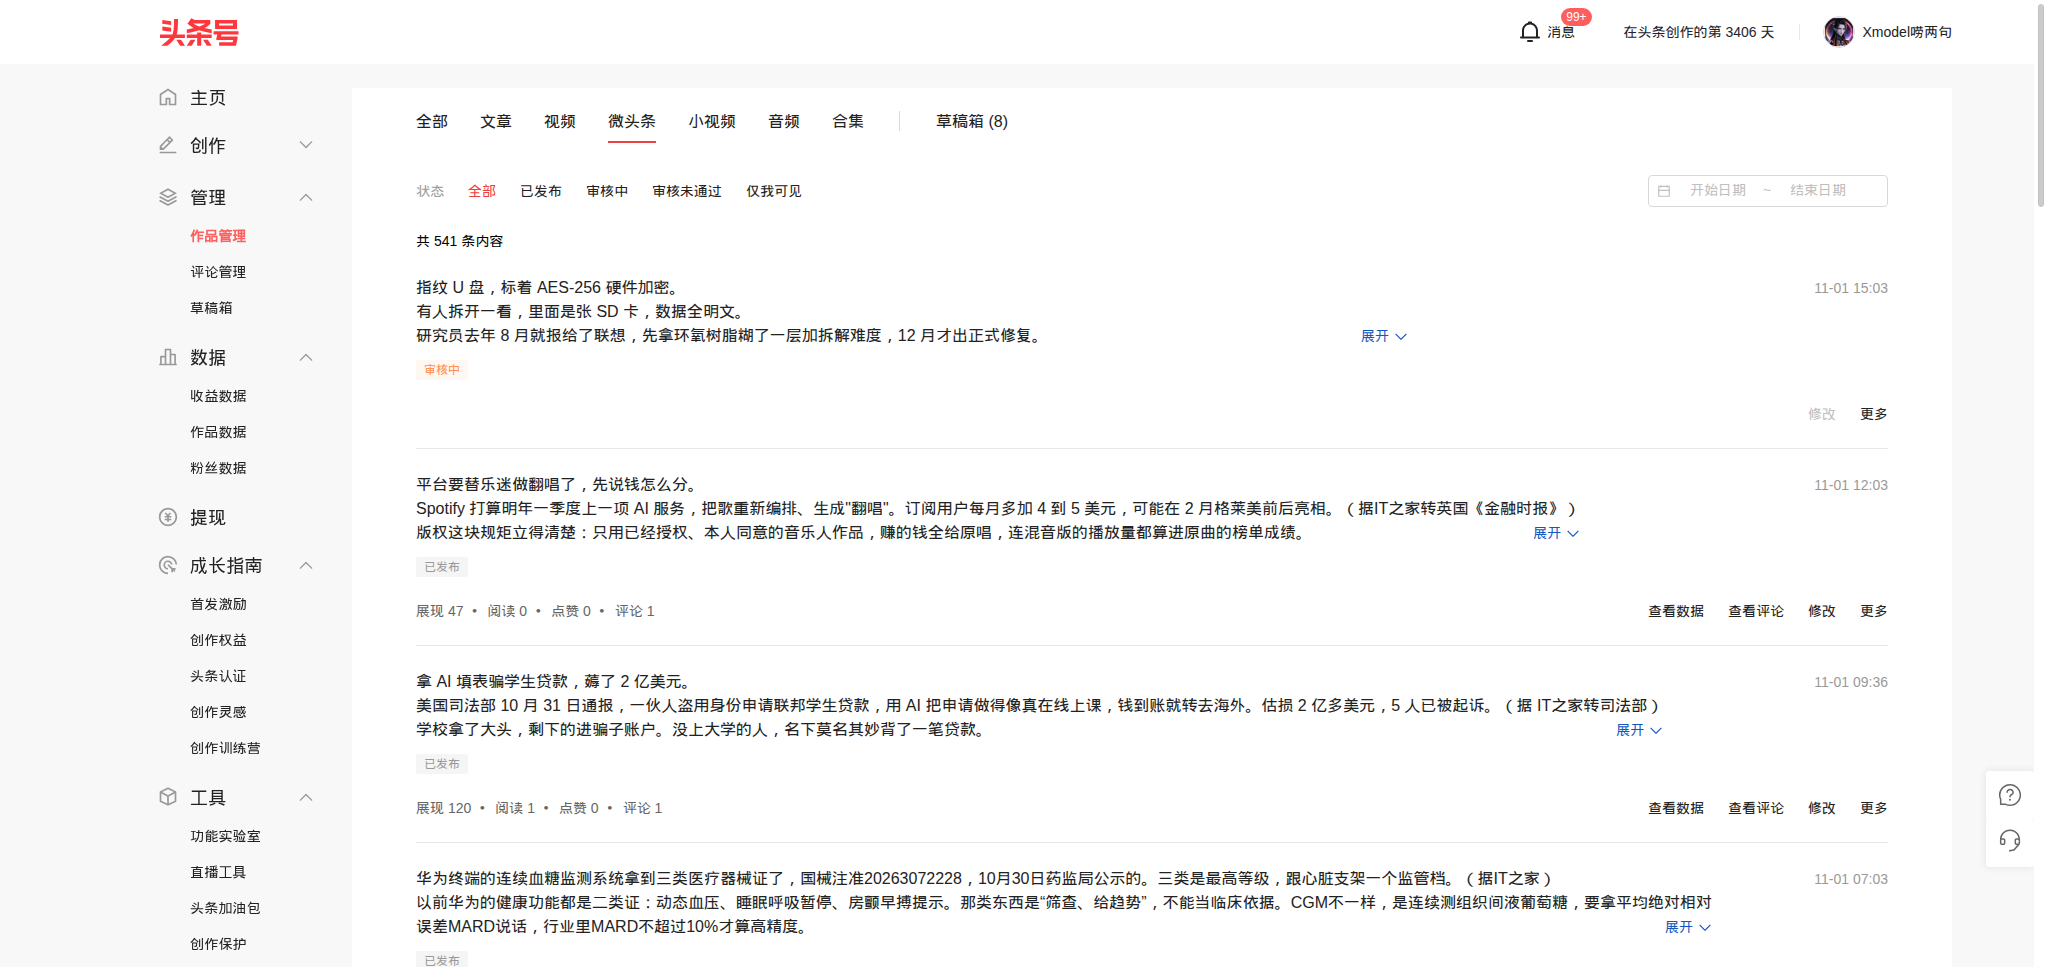 头条号
消息
99+
在头条创作的第 3406 天
Xmodel唠两句
主页
创作
管理
作品管理
评论管理
草稿箱
数据
收益数据
作品数据
粉丝数据
提现
成长指南
首发激励
创作权益
头条认证
创作灵感
创作训练营
工具
功能实验室
直播工具
头条加油包
创作保护
全部 文章 视频 微头条 小视频 音频 合集 草稿箱 (8)
状态 全部 已发布 审核中 审核未通过 仅我可见
开始日期 ~ 结束日期
共 541 条内容
指纹 U 盘，标着 AES-256 硬件加密。
11-01 15:03
有人拆开一看，里面是张 SD 卡，数据全明文。
研究员去年 8 月就报给了联想，先拿环氧树脂糊了一层加拆解难度，12 月才出正式修复。
展开
审核中
修改 更多
平台要替乐迷做翻唱了，先说钱怎么分。
11-01 12:03
Spotify 打算明年一季度上一项 AI 服务，把歌重新编排、生成"翻唱"。订阅用户每月多加 4 到 5 美元，可能在 2 月格莱美前后亮相。（据IT之家转英国《金融时报》）
版权这块规矩立得清楚：只用已经授权、本人同意的音乐人作品，赚的钱全给原唱，连混音版的播放量都算进原曲的榜单成绩。
展开
已发布
展现 47 • 阅读 0 • 点赞 0 • 评论 1
查看数据 查看评论 修改 更多
拿 AI 填表骗学生贷款，薅了 2 亿美元。
11-01 09:36
美国司法部 10 月 31 日通报，一伙人盗用身份申请联邦学生贷款，用 AI 把申请做得像真在线上课，钱到账就转去海外。估损 2 亿多美元，5 人已被起诉。（据 IT之家转司法部）
学校拿了大头，剩下的进骗子账户。没上大学的人，名下莫名其妙背了一笔贷款。
展开
已发布
展现 120 • 阅读 1 • 点赞 0 • 评论 1
查看数据 查看评论 修改 更多
华为终端的连续血糖监测系统拿到三类医疗器械证了，国械注准20263072228，10月30日药监局公示的。三类是最高等级，跟心脏支架一个监管档。（据IT之家）
11-01 07:03
以前华为的健康功能都是二类证：动态血压、睡眠呼吸暂停、房颤早搏提示。那类东西是“筛查、给趋势”，不能当临床依据。CGM不一样，是连续测组织间液葡萄糖，要拿平均绝对相对
误差MARD说话，行业里MARD不超过10%才算高精度。
展开
已发布